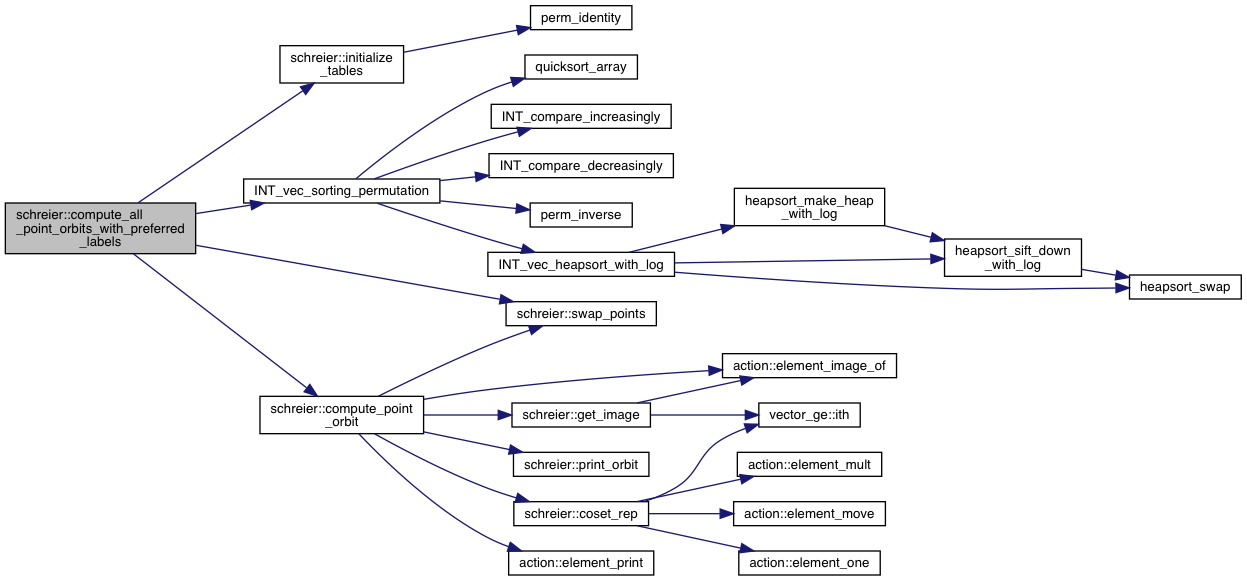 perm_identity
schreier::initialize
_tables
quicksort_array
INT_compare_increasingly
INT_compare_decreasingly
INT_vec_sorting_permutation
perm_inverse
heapsort_make_heap
_with_log
schreier::compute_all
_point_orbits_with_preferred
_labels
INT_vec_heapsort_with_log
heapsort_sift_down
_with_log
heapsort_swap
schreier::swap_points
action::element_image_of
schreier::compute_point
_orbit
schreier::get_image
vector_ge::ith
schreier::print_orbit
action::element_mult
schreier::coset_rep
action::element_move
action::element_print
action::element_one